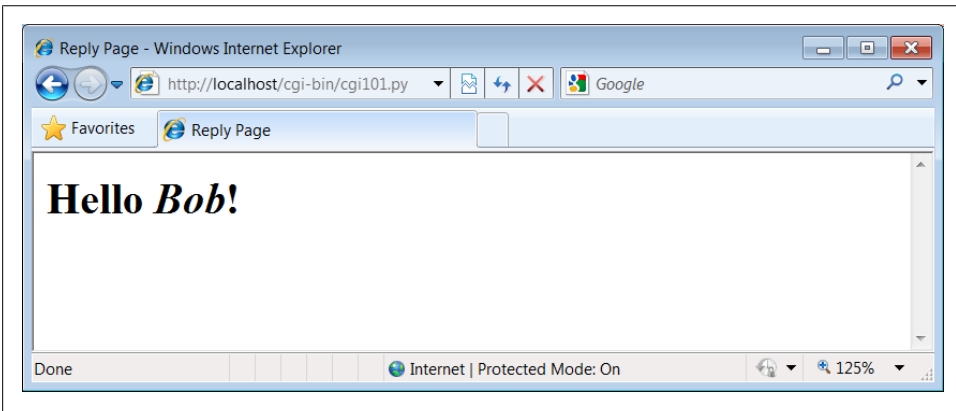 Reply Page - Windows Internet Explorer
http://localhost/cgi-bin/cgi101.py
Google
Favorites
Reply Page
Hello Bob!
Done
Internet | Protected Mode: On
125%